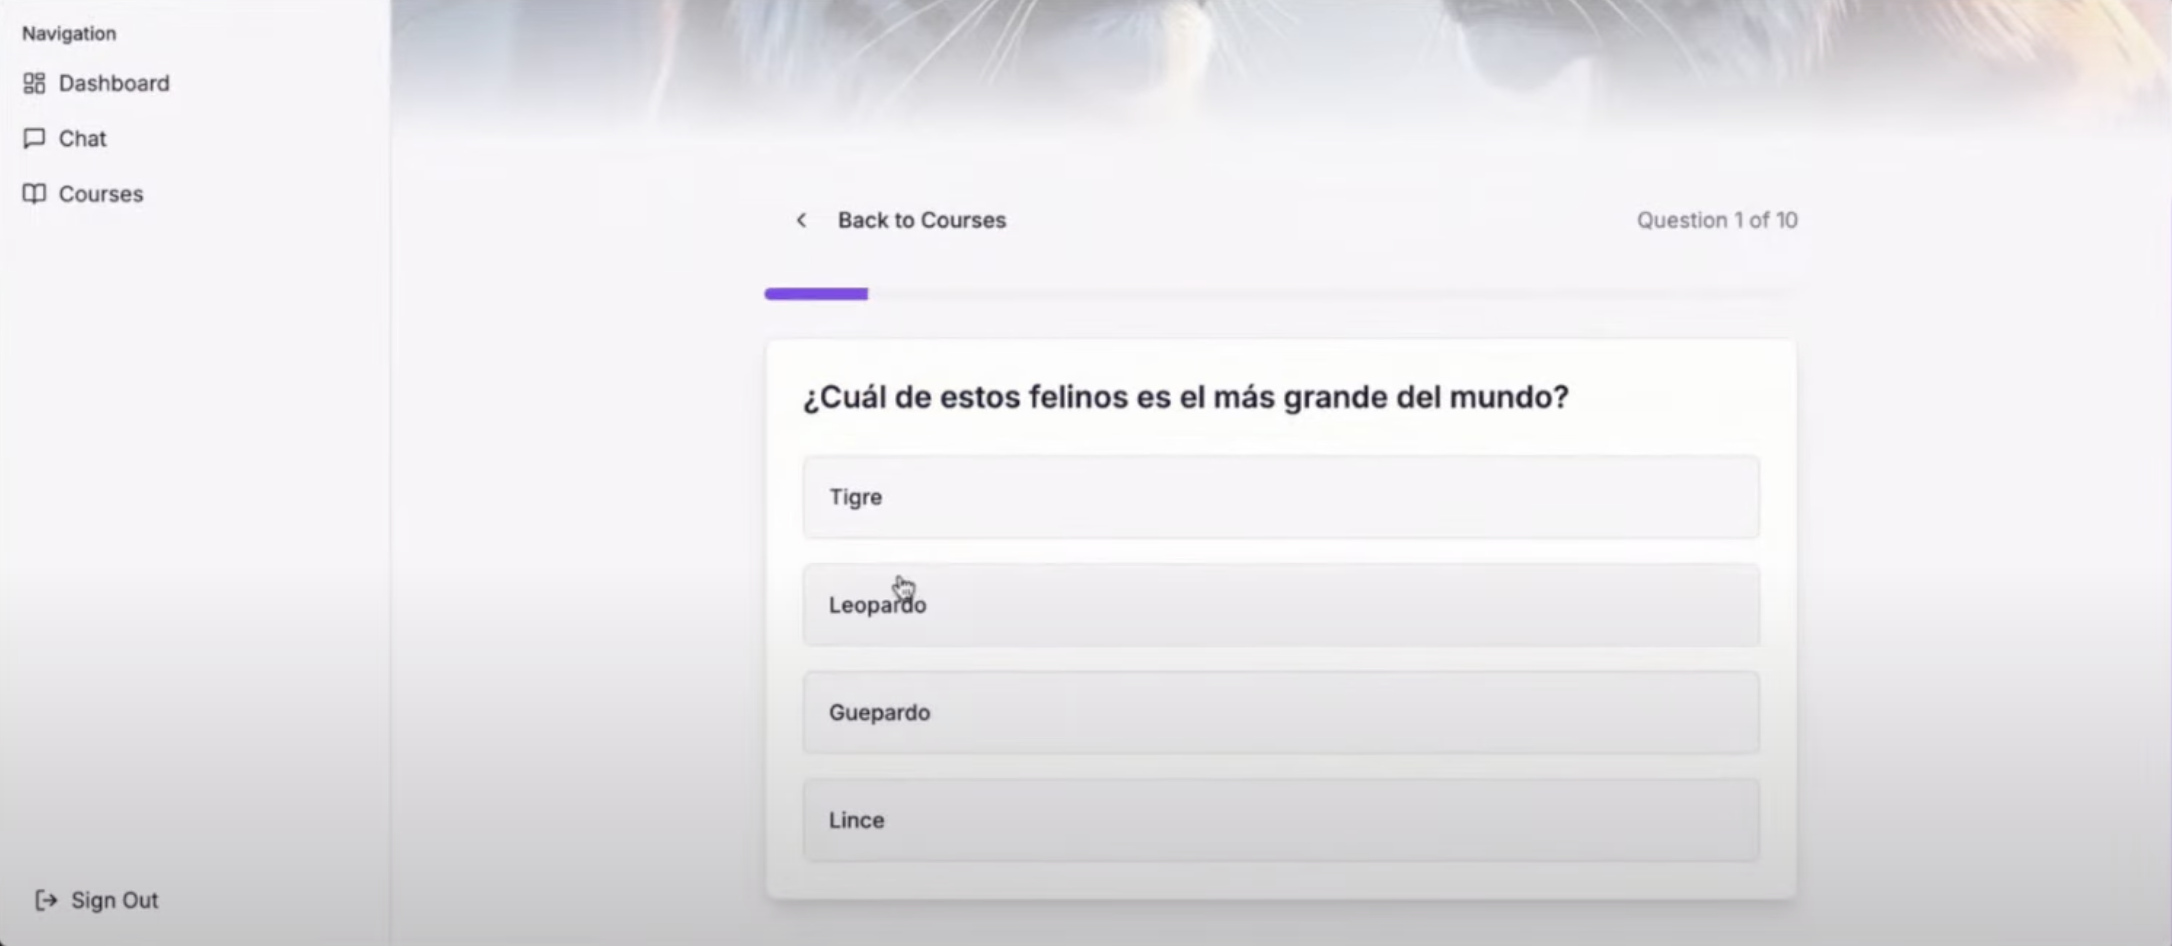 Navigation
Dashboard
Chat
Courses
Back to Courses
Question 1 of 10
¿Cuál de estos felinos es el más grande del mundo?
Tigre
Leopardo
Guepardo
Lince
Sign Out